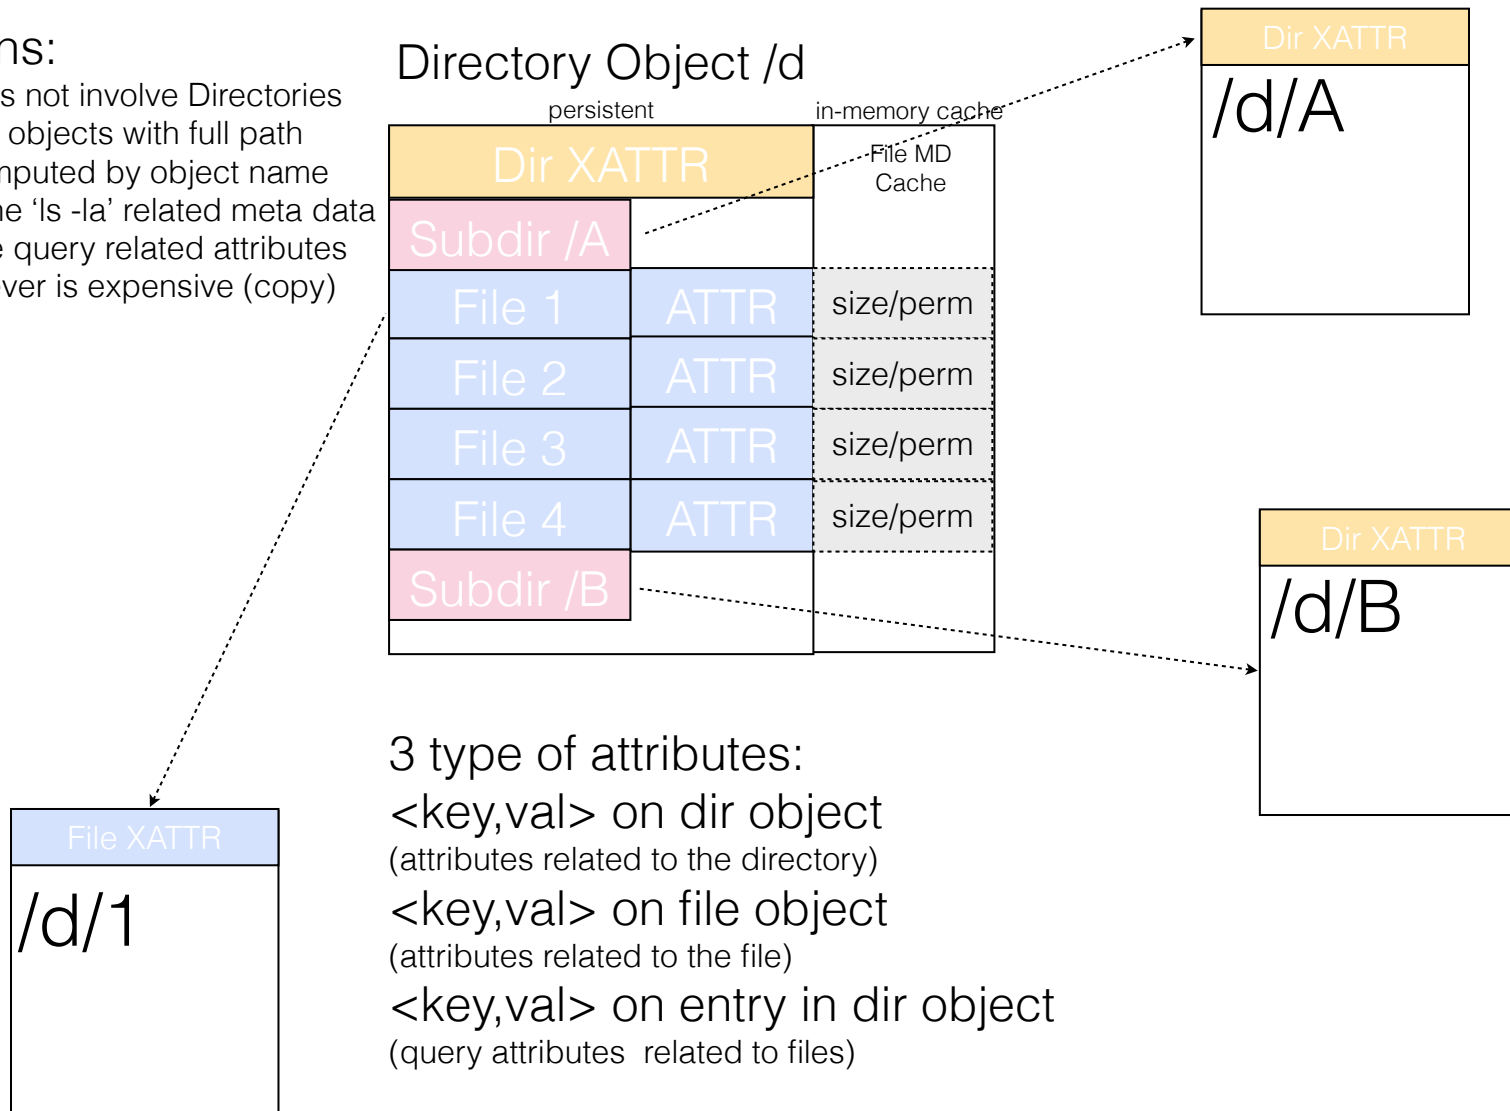 ns:
s not involve Directories
objects with full path
mputed by object name
ne ‘ls -la’ related meta data
e query related attributes
ver is expensive (copy)
Directory Object /d
persistent
in-memory cache
Dir XATTR
File MD
Cache
Subdir /A
File 1 ATTR size/perm
File 2 ATTR size/perm
File 3 ATTR size/perm
File 4 ATTR size/perm
Subdir /B
Dir XATTR
/d/A
Dir XATTR
/d/B
File XATTR
/d/1
3 type of attributes:
<key,val> on dir object
(attributes related to the directory)
<key,val> on file object
(attributes related to the file)
<key,val> on entry in dir object
(query attributes  related to files)